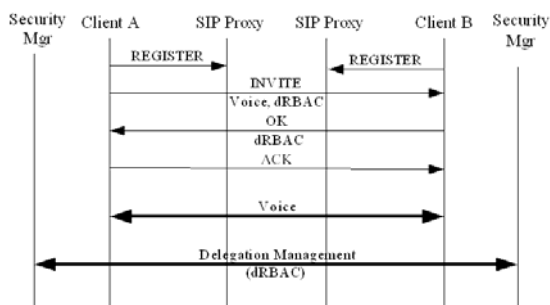 Security Mgr
Client A
SIP Proxy
SIP Proxy
Client B
Security Mgr
REGISTER
REGISTER
INVITE
Voice, dRBAC
OK
dRBAC
ACK
Voice
Delegation Management
(dRBAC)